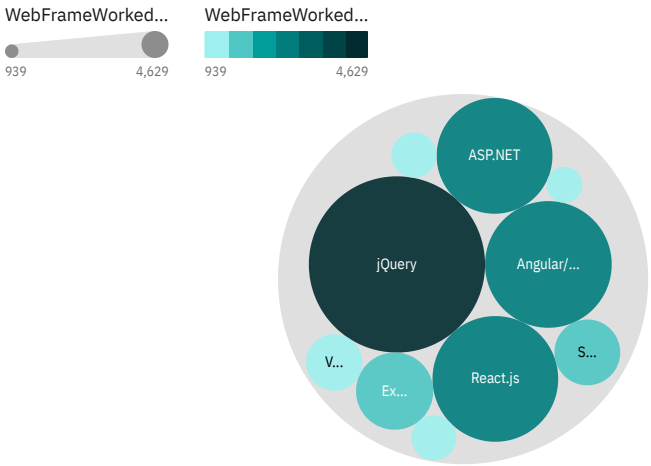 WebFrameWorked... WebFrameWorked...
939 4,629 939 4,629
ASP.NET
jQuery Angular/...
S...
V...
React.js
Ex...